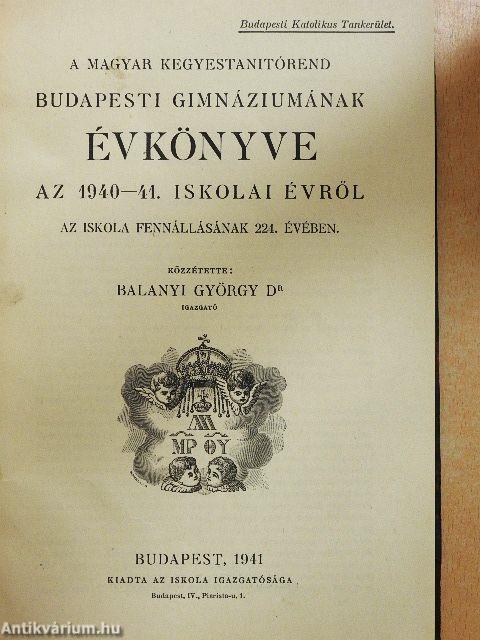 Budapesti Katolikus Tankerület.
A MAGYAR KEGYESTANITÓREND
BUDAPESTI GIMNÁZIUMÁNAK
ÉVKÖNYVE
AZ 1940—41. ISKOLAI ÉVRŐL
AZ ISKOLA FENNÁLLÁSÁNAK 224. ÉVÉBEN.
KÖZZÉTETTE:
BALANYI GYÖRGY DR
IGAZGATÓ
MP ΘY
BUDAPEST, 1941
KIADTA AZ ISKOLA IGAZGATÓSÁGA
Budapest, IV., Piarista-u. 1.
Antikvárium.hu